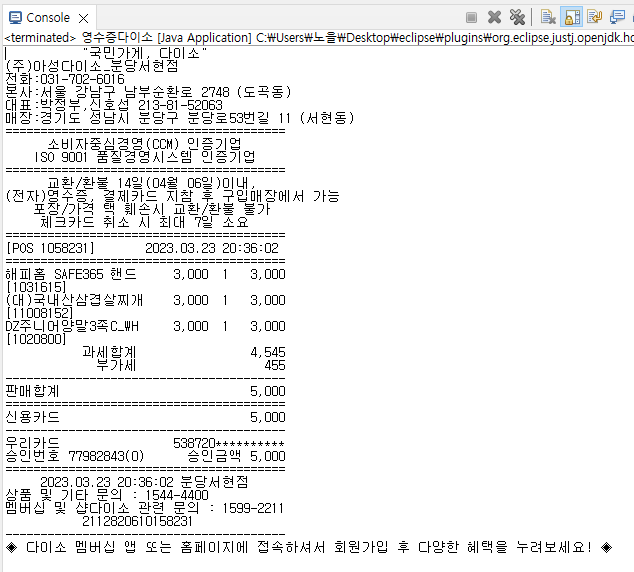 Console
<terminated> 영수증다이소 [Java Application] C:₩Users₩노을₩Desktop₩eclipse₩plugins₩org.eclipse.justj.openjdk.ho
"국민가게, 다이소"
(주)아성다이소_분당서현점
전화:031-702-6016
본사:서울 강남구 남부순환로 2748 (도곡동)
대표:박정부,신호섭 213-81-52063
매장:경기도 성남시 분당구 분당로53번길 11 (서현동)
========================================
소비자중심경영(CCM) 인증기업
ISO 9001 품질경영시스템 인증기업
========================================
교환/환불 14일(04월 06일)이내,
(전자)영수증, 결제카드 지참 후 구입매장에서 가능
포장/가격 택 훼손시 교환/환불 불가
체크카드 취소 시 최대 7일 소요
========================================
[POS 1058231] 2023.03.23 20:36:02
========================================
해피홈 SAFE365 핸드 3,000 1 3,000
[1031615]
(대)국내산삼겹살찌개 3,000 1 3,000
[11008152]
DZ주니어양말3족C_WH 3,000 1 3,000
[1020800]
과세합계 4,545
부가세 455
----------------------------------------
판매합계 5,000
========================================
신용카드 5,000
----------------------------------------
우리카드 538720**********
승인번호 77982843(0) 승인금액 5,000
========================================
2023.03.23 20:36:02 분당서현점
상품 및 기타 문의 : 1544-4400
멤버십 및 샵다이소 관련 문의 : 1599-2211
2112820610158231
----------------------------------------
◈ 다이소 멤버십 앱 또는 홈페이지에 접속하셔서 회원가입 후 다양한 혜택을 누려보세요! ◈